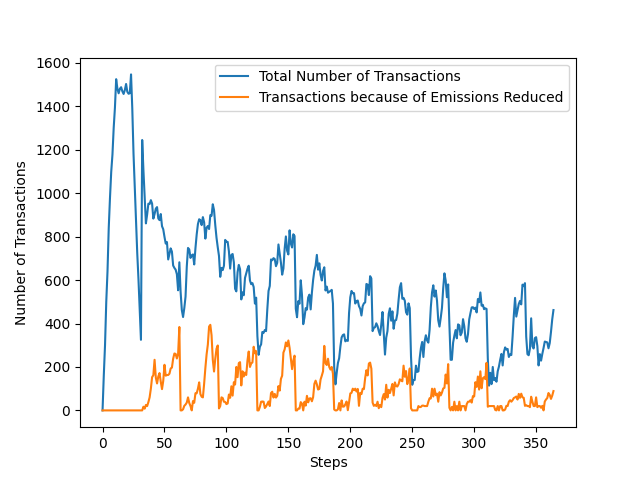 1600
1400
1200
1000
800
600
400
200
0
Number of Transactions
Total Number of Transactions
Transactions because of Emissions Reduced
0 50 100 150 200 250 300 350
Steps